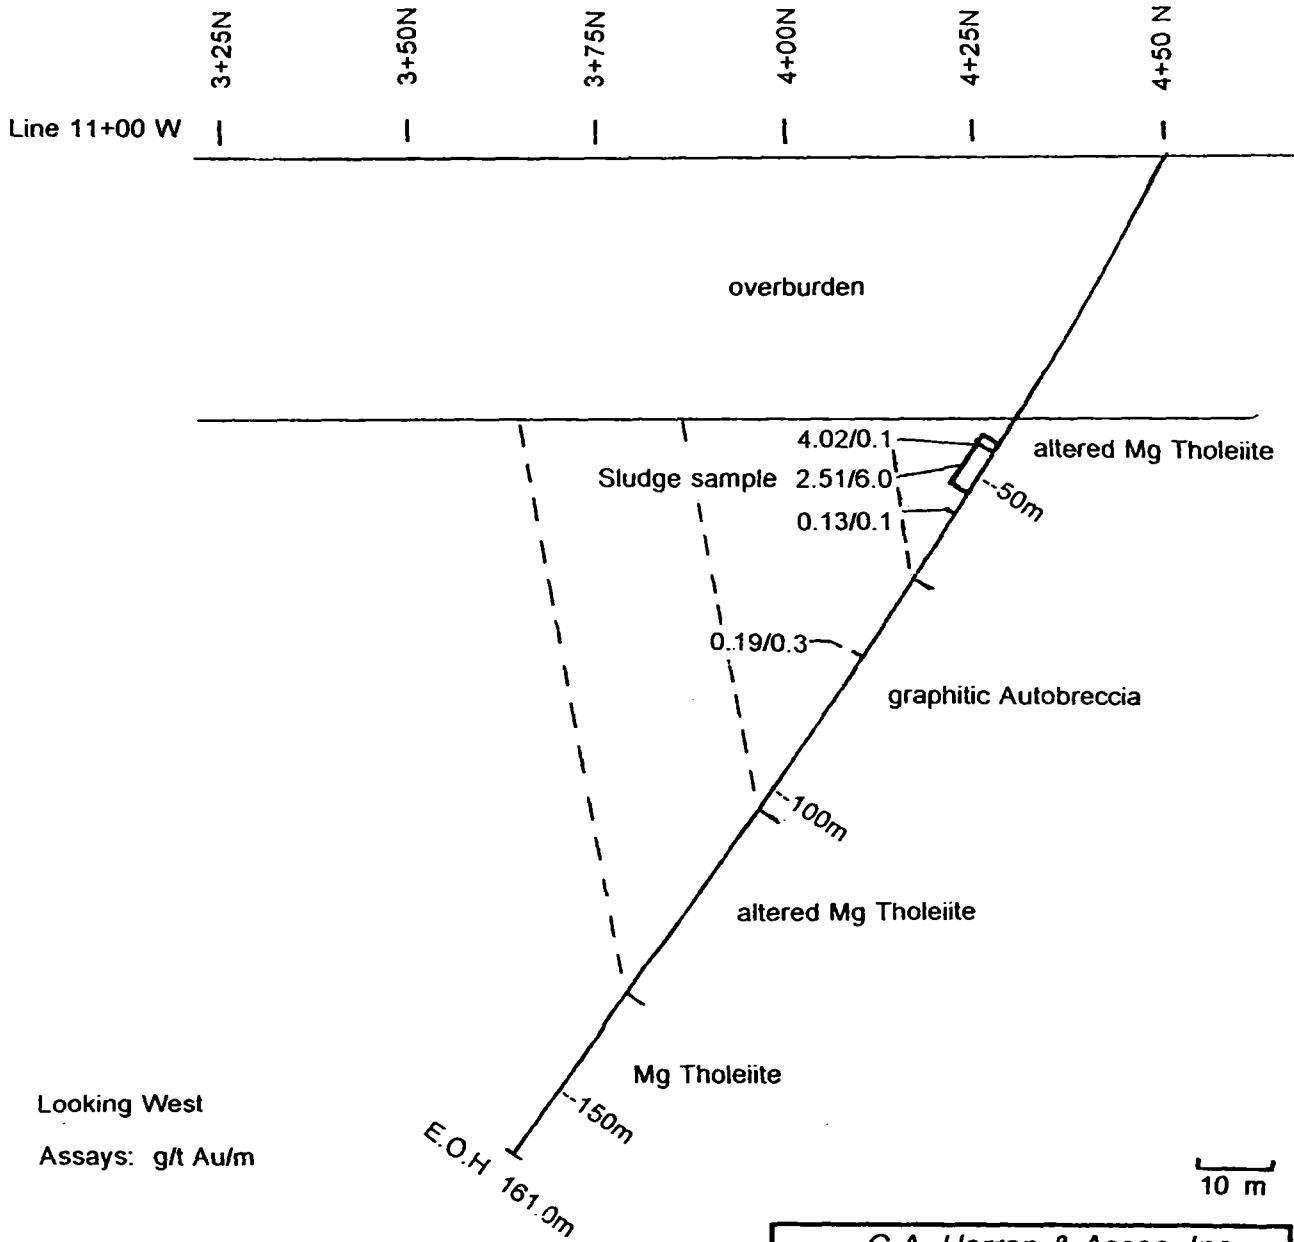 3+25N
3+50N
3+75N
4+00N
4+25N
4+50 N
Line 11+00 W
overburden
4.02/0.1
altered Mg Tholeiite
Sludge sample 2.51/6.0
--50m
0.13/0.1
0.19/0.3
graphitic Autobreccia
--100m
altered Mg Tholeiite
Mg Tholeiite
--150m
Looking West
E.O.H 161.0m
Assays: g/t Au/m
10 m